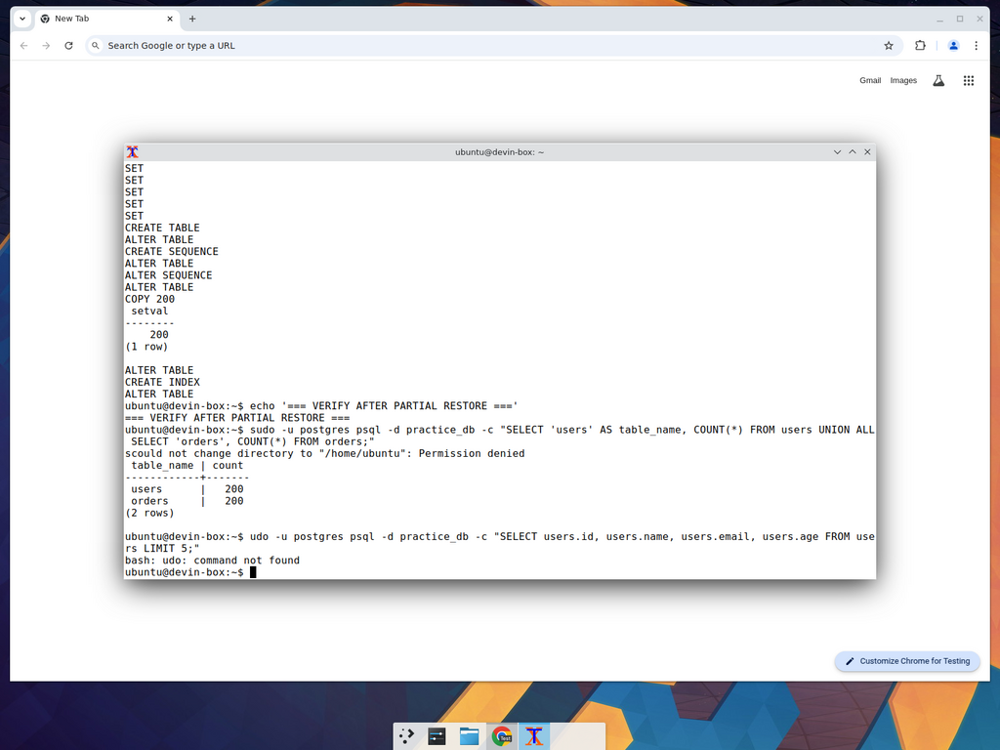 New Tab
Search Google or type a URL
Gmail Images
ubuntu@devin-box: ~
SET
SET
SET
SET
SET
CREATE TABLE
ALTER TABLE
CREATE SEQUENCE
ALTER TABLE
ALTER SEQUENCE
ALTER TABLE
COPY 200
setval
--------
200
(1 row)
ALTER TABLE
CREATE INDEX
ALTER TABLE
ubuntu@devin-box:~$ echo '=== VERIFY AFTER PARTIAL RESTORE ==='
=== VERIFY AFTER PARTIAL RESTORE ===
ubuntu@devin-box:~$ sudo -u postgres psql -d practice_db -c "SELECT 'users' AS table_name, COUNT(*) FROM users UNION ALL
SELECT 'orders', COUNT(*) FROM orders;"
scould not change directory to "/home/ubuntu": Permission denied
table_name | count
------------+-------
users | 200
orders | 200
(2 rows)
ubuntu@devin-box:~$ udo -u postgres psql -d practice_db -c "SELECT users.id, users.name, users.email, users.age FROM use
rs LIMIT 5;"
bash: udo: command not found
ubuntu@devin-box:~$
Customize Chrome for Testing
Test